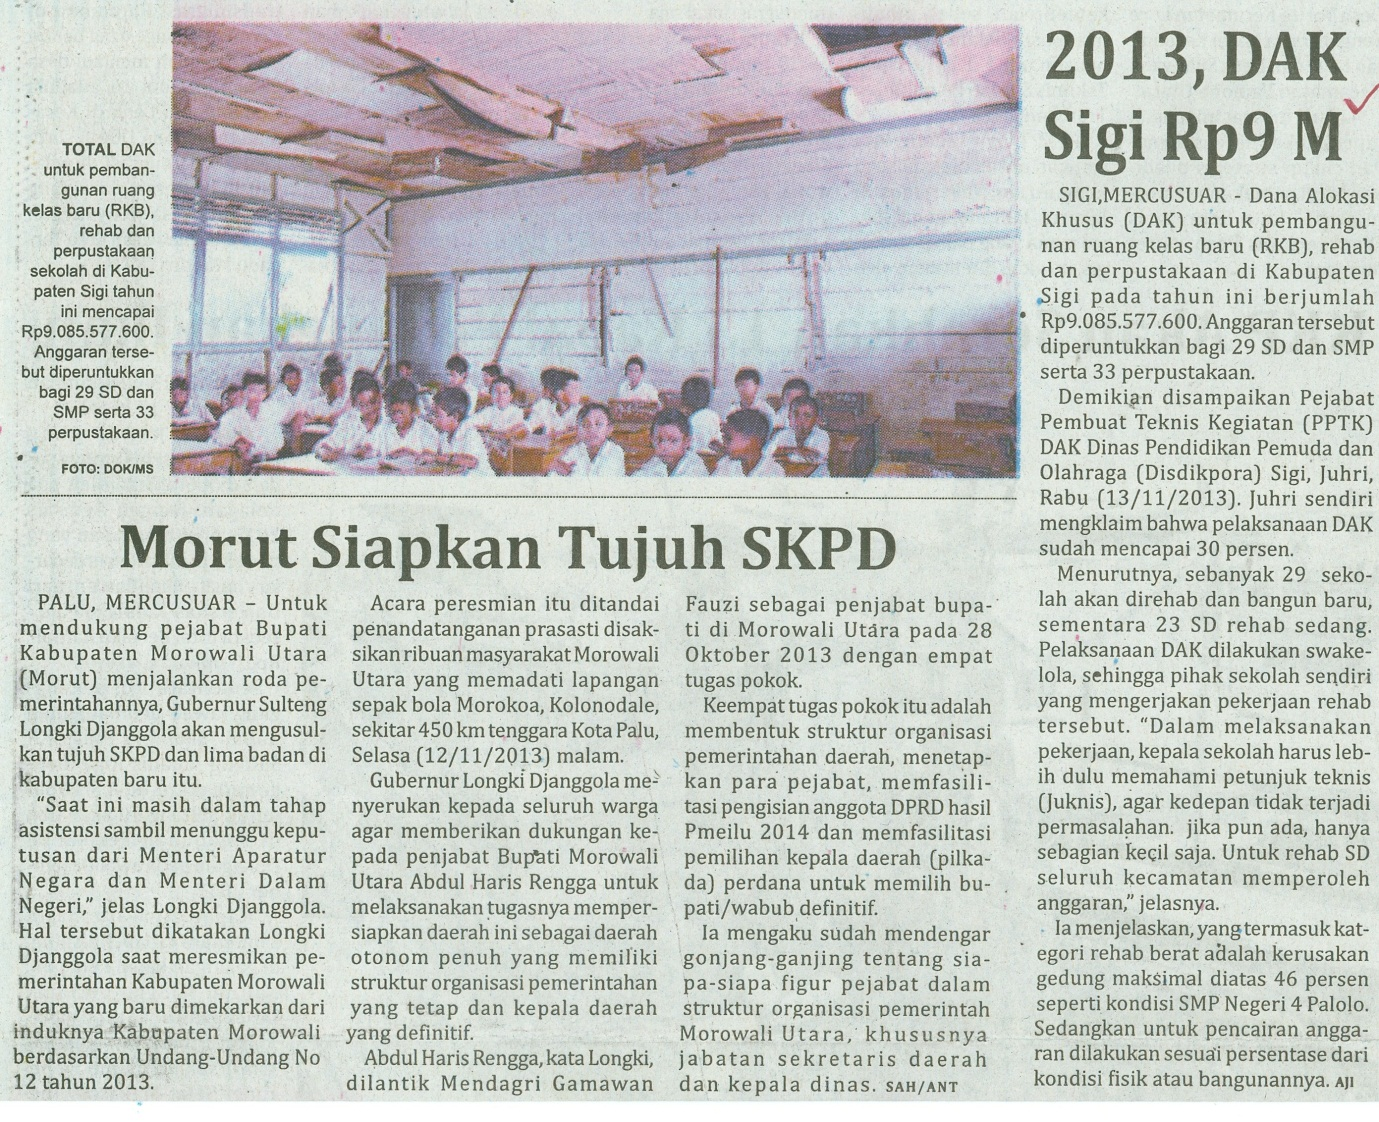 TOTAL DAK
untuk pemban-
gunan ruang
kelas baru (RKB),
rehab dan
perpustakaan
sekolah di Kabu-
paten Sigi tahun
ini mencapai
Rp9.085.577.600.
Anggaran terse-
but diperuntukkan
bagi 29 SD dan
SMP serta 33
perpustakaan.
FOTO: DOK/MS
Morut Siapkan Tujuh SKPD
PALU, MERCUSUAR – Untuk
mendukung pejabat Bupati
Kabupaten Morowali Utara
(Morut) menjalankan roda pe-
merintahannya, Gubernur Sulteng
Longki Djanggola akan mengusul-
kan tujuh SKPD dan lima badan di
kabupaten baru itu.
“Saat ini masih dalam tahap
asistensi sambil menunggu kepu-
tusan dari Menteri Aparatur
Negara dan Menteri Dalam
Negeri,” jelas Longki Djanggola.
Hal tersebut dikatakan Longki
Djanggola saat meresmikan pe-
merintahan Kabupaten Morowali
Utara yang baru dimekarkan dari
induknya Kabupaten Morowali
berdasarkan Undang-Undang No
12 tahun 2013.
Acara peresmian itu ditandai
penandatanganan prasasti disak-
sikan ribuan masyarakat Morowali
Utara yang memadati lapangan
sepak bola Morokoa, Kolonodale,
sekitar 450 km tenggara Kota Palu,
Selasa (12/11/2013) malam.
Gubernur Longki Djanggola me-
nyerukan kepada seluruh warga
agar memberikan dukungan ke-
pada penjabat Bupati Morowali
Utara Abdul Haris Rengga untuk
melaksanakan tugasnya memper-
siapkan daerah ini sebagai daerah
otonom penuh yang memiliki
struktur organisasi pemerintahan
yang tetap dan kepala daerah
yang definitif.
Abdul Haris Rengga, kata Longki,
dilantik Mendagri Gamawan
Fauzi sebagai penjabat bupa-
ti di Morowali Utara pada 28
Oktober 2013 dengan empat
tugas pokok.
Keempat tugas pokok itu adalah
membentuk struktur organisasi
pemerintahan daerah, menetap-
kan para pejabat, memfasili-
tasi pengisian anggota DPRD hasil
Pmeilu 2014 dan memfasilitasi
pemilihan kepala daerah (pilka-
da) perdana untuk memilih bu-
pati/wabub definitif.
Ia mengaku sudah mendengar
gonjang-ganjing tentang sia-
pa-siapa figur pejabat dalam
struktur organisasi pemerintah
Morowali Utara, khususnya
jabatan sekretaris daerah
dan kepala dinas. SAH/ANT
2013, DAK
Sigi Rp9 M
SIGI,MERCUSUAR - Dana Alokasi
Khusus (DAK) untuk pembangu-
nan ruang kelas baru (RKB), rehab
dan perpustakaan di Kabupaten
Sigi pada tahun ini berjumlah
Rp9.085.577.600. Anggaran tersebut
diperuntukkan bagi 29 SD dan SMP
serta 33 perpustakaan.
Demikian disampaikan Pejabat
Pembuat Teknis Kegiatan (PPTK)
DAK Dinas Pendidikan Pemuda dan
Olahraga (Disdikpora) Sigi, Juhri,
Rabu (13/11/2013). Juhri sendiri
mengklaim bahwa pelaksanaan DAK
sudah mencapai 30 persen.
Menurutnya, sebanyak 29 seko-
lah akan direhab dan bangun baru,
sementara 23 SD rehab sedang.
Pelaksanaan DAK dilakukan swake-
lola, sehingga pihak sekolah sendiri
yang mengerjakan pekerjaan rehab
tersebut. “Dalam melaksanakan
pekerjaan, kepala sekolah harus leb-
ih dulu memahami petunjuk teknis
(Juknis), agar kedepan tidak terjadi
permasalahan. jika pun ada, hanya
sebagian kecil saja. Untuk rehab SD
seluruh kecamatan memperoleh
anggaran,” jelasnya.
Ia menjelaskan, yang termasuk kat-
egori rehab berat adalah kerusakan
gedung maksimal diatas 46 persen
seperti kondisi SMP Negeri 4 Palolo.
Sedangkan untuk pencairan angga-
ran dilakukan sesuai persentase dari
kondisi fisik atau bangunannya. AJI